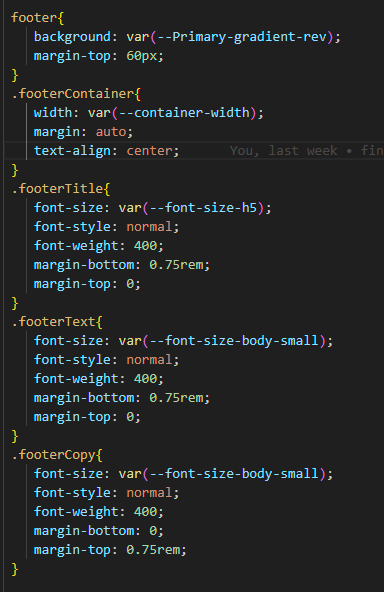 footer{
background: var(--Primary-gradient-rev);
margin-top: 60px;
}
.footerContainer{
width: var(--container-width);
margin: auto;
text-align: center; You, last week • fin
}
.footerTitle{
font-size: var(--font-size-h5);
font-style: normal;
font-weight: 400;
margin-bottom: 0.75rem;
margin-top: 0;
}
.footerText{
font-size: var(--font-size-body-small);
font-style: normal;
font-weight: 400;
margin-bottom: 0.75rem;
margin-top: 0;
}
.footerCopy{
font-size: var(--font-size-body-small);
font-style: normal;
font-weight: 400;
margin-bottom: 0;
margin-top: 0.75rem;
}